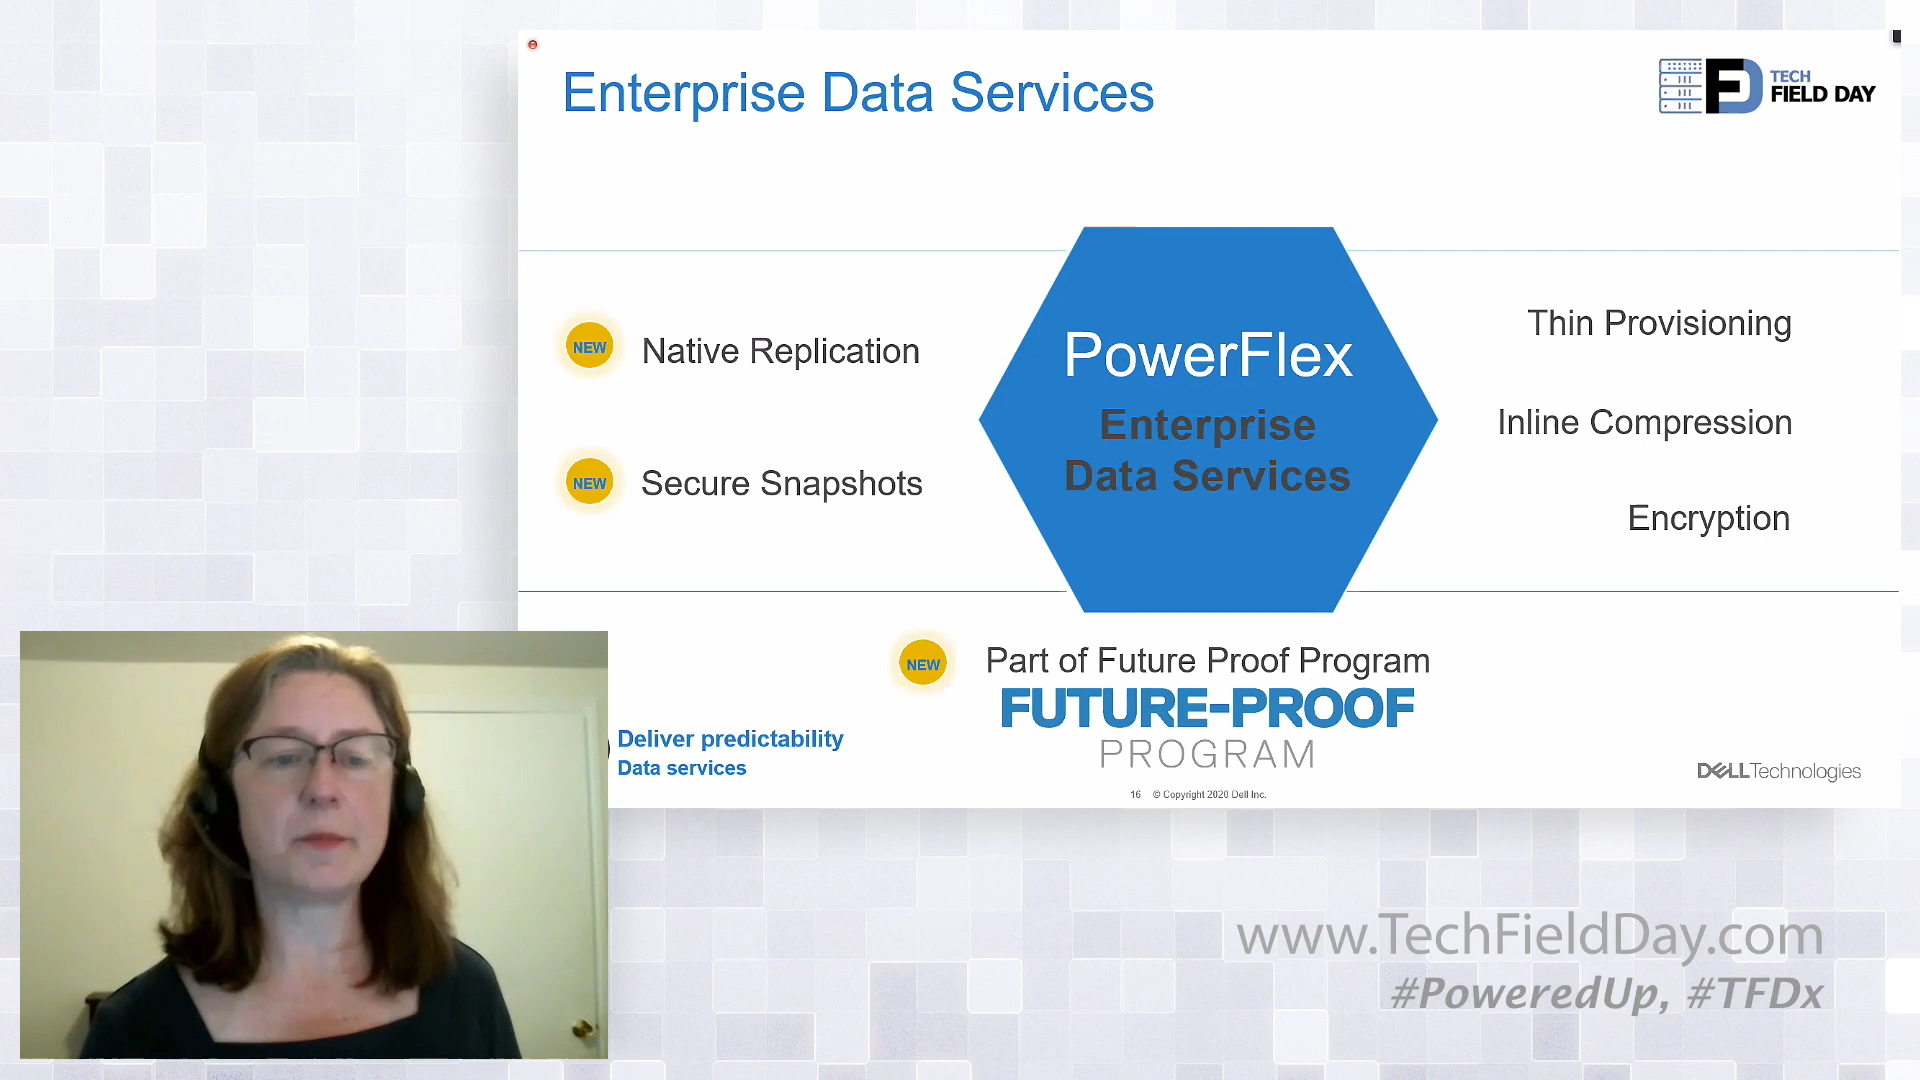 Enterprise Data Services
TECH
FIELD DAY
NEW
Native Replication
NEW
Secure Snapshots
PowerFlex
Enterprise
Data Services
Thin Provisioning
Inline Compression
Encryption
NEW
Part of Future Proof Program
FUTURE-PROOF
PROGRAM
Deliver predictability
Data services
DELLTechnologies
16 © Copyright 2020 Dell Inc.
www.TechFieldDay.com
#PoweredUp, #TFDx